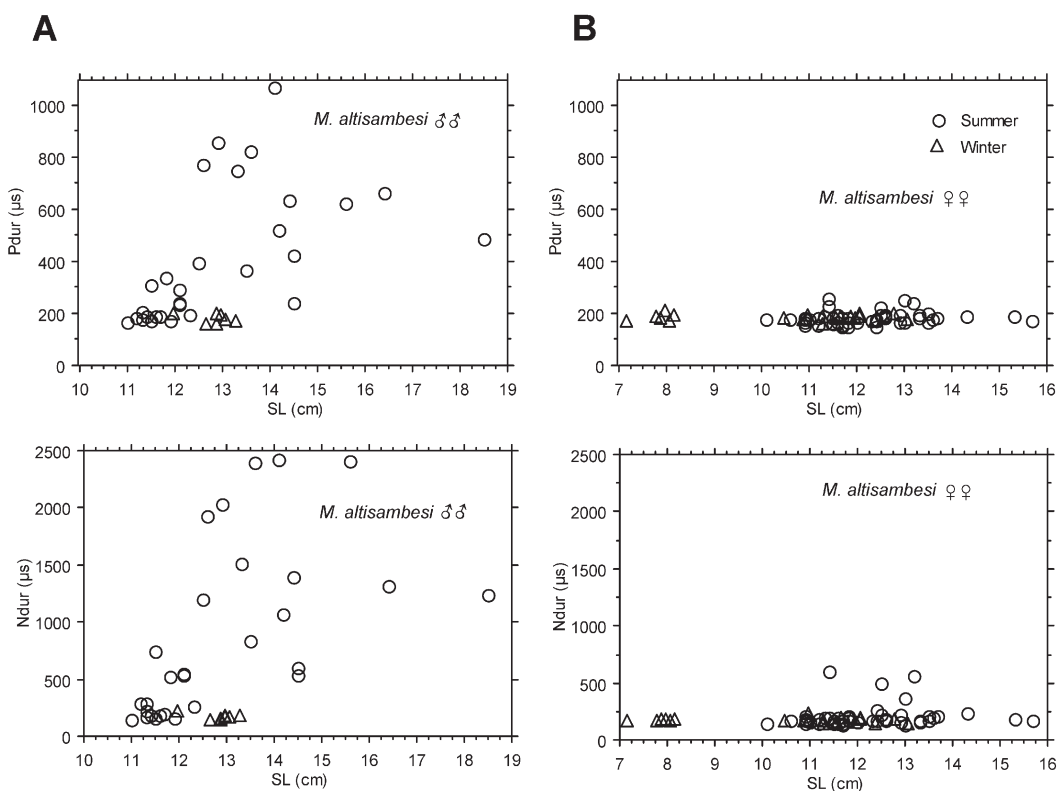 A
B
1000
800
600
400
200
0
Pdur (µs)
M. altisambesi ♂♂
10 11 12 13 14 15 16 17 18 19
SL (cm)
1000
800
600
400
200
0
Pdur (µs)
Summer
Winter
M. altisambesi ♀♀
7 8 9 10 11 12 13 14 15 16
SL (cm)
2500
2000
1500
1000
500
0
Ndur (µs)
M. altisambesi ♂♂
10 11 12 13 14 15 16 17 18 19
SL (cm)
2500
2000
1500
1000
500
0
Ndur (µs)
M. altisambesi ♀♀
7 8 9 10 11 12 13 14 15 16
SL (cm)